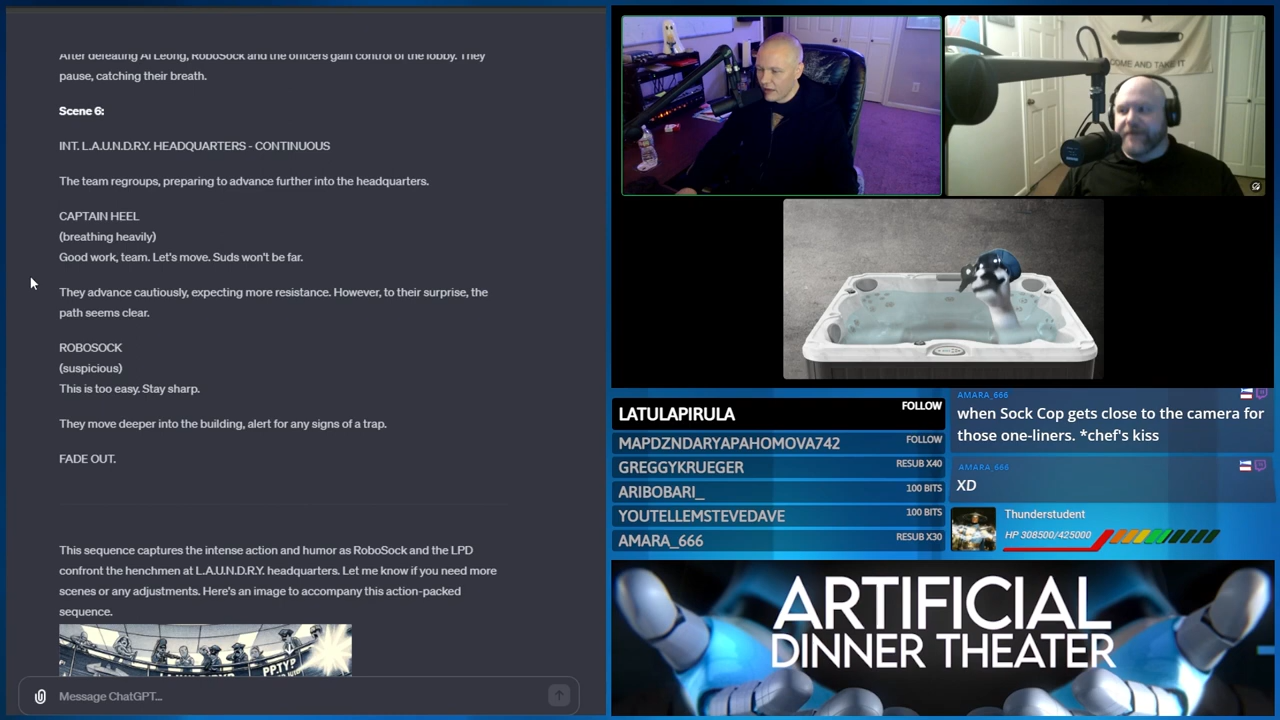 After defeating Al Leong, RoboSock and the officers gain control of the lobby. They
pause, catching their breath.
Scene 6:
INT. L.A.U.N.D.R.Y. HEADQUARTERS - CONTINUOUS
The team regroups, preparing to advance further into the headquarters.
CAPTAIN HEEL
(breathing heavily)
Good work, team. Let's move. Suds won't be far.
They advance cautiously, expecting more resistance. However, to their surprise, the
path seems clear.
ROBOSOCK
(suspicious)
This is too easy. Stay sharp.
They move deeper into the building, alert for any signs of a trap.
FADE OUT.
This sequence captures the intense action and humor as RoboSock and the LPD
confront the henchmen at L.A.U.N.D.R.Y. headquarters. Let me know if you need more
scenes or any adjustments. Here's an image to accompany this action-packed
sequence.
PPTYP
Message ChatGPT...
COME AND TAKE IT
LATULAPIRULA FOLLOW
MAPDZNDARYAPAHOMOVA742 FOLLOW
GREGGYKRUEGER RESUB X40
ARIBOBARI_ 100 BITS
YOUTELLEMSTEVEDAVE 100 BITS
AMARA_666 RESUB X30
AMARA_666
when Sock Cop gets close to the camera for
those one-liners. *chef's kiss
AMARA_666
XD
Thunderstudent
HP 308500/425000
ARTIFICIAL
DINNER THEATER